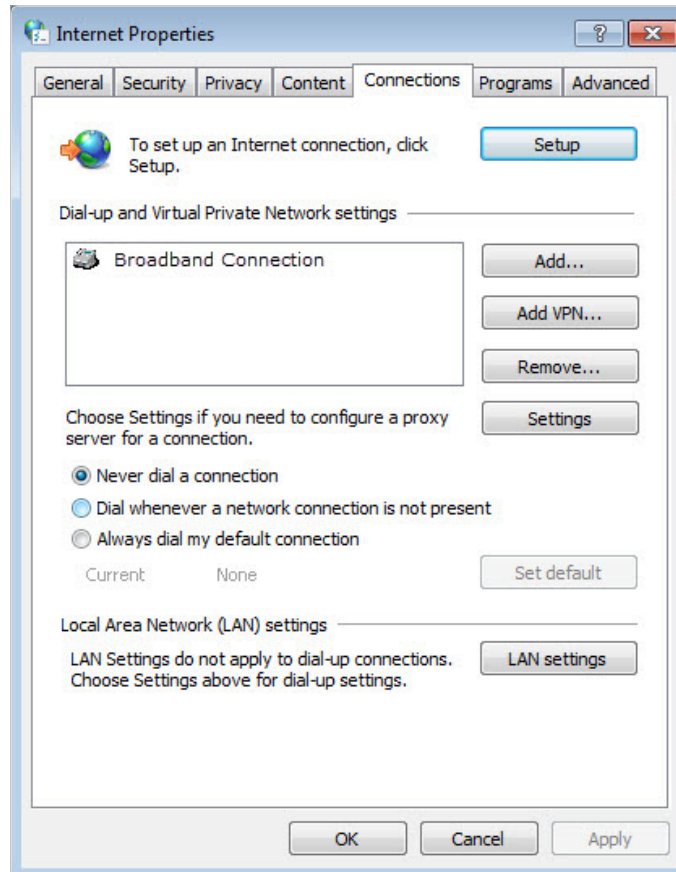 Internet Properties
?
General Security Privacy Content Connections Programs Advanced
To set up an Internet connection, click
Setup.
Setup
Dial-up and Virtual Private Network settings
Broadband Connection
Add...
Add VPN...
Remove...
Choose Settings if you need to configure a proxy
server for a connection.
Settings
Never dial a connection
Dial whenever a network connection is not present
Always dial my default connection
Current None
Set default
Local Area Network (LAN) settings
LAN Settings do not apply to dial-up connections.
Choose Settings above for dial-up settings.
LAN settings
OK Cancel Apply